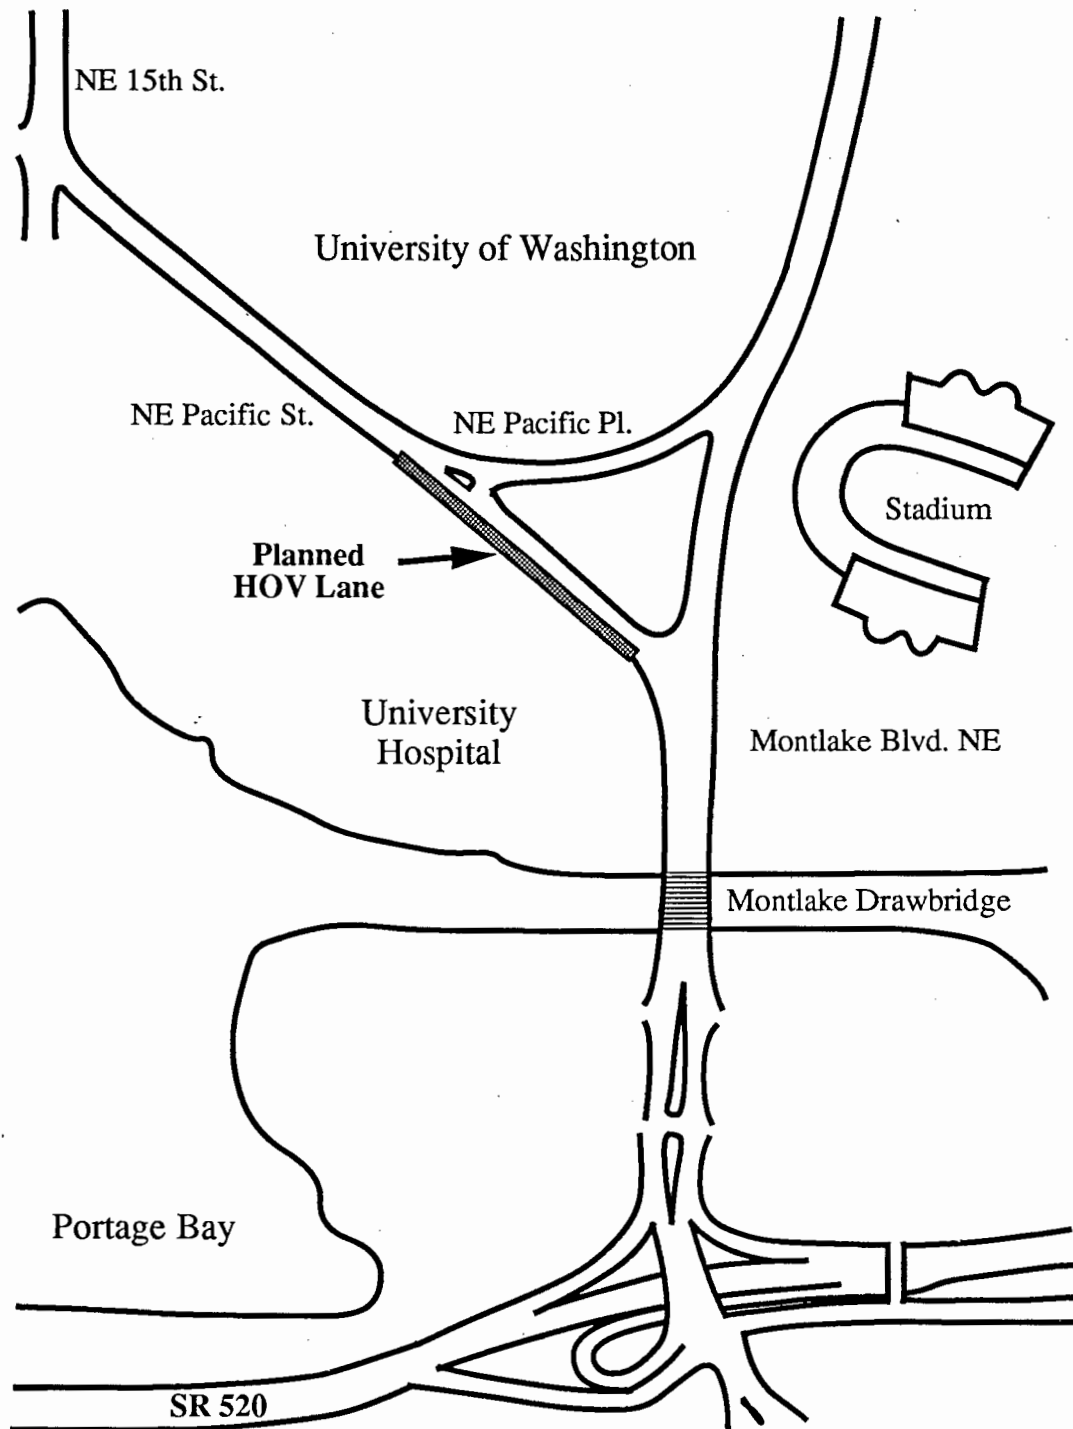 NE 15th St.
University of Washington
NE Pacific St.
NE Pacific Pl.
Stadium
Planned
HOV Lane
University
Hospital
Montlake Blvd. NE
Montlake Drawbridge
Portage Bay
SR 520